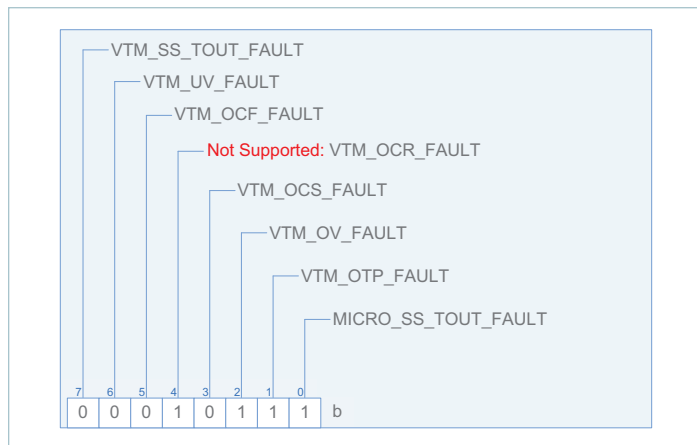 VTM_SS_TOUT_FAULT
VTM_UV_FAULT
VTM_OCF_FAULT
Not Supported: VTM_OCR_FAULT
VTM_OCS_FAULT
VTM_OV_FAULT
VTM_OTP_FAULT
MICRO_SS_TOUT_FAULT
7 6 5 4 3 2 1 0
0 0 0 1 0 1 1 1 b